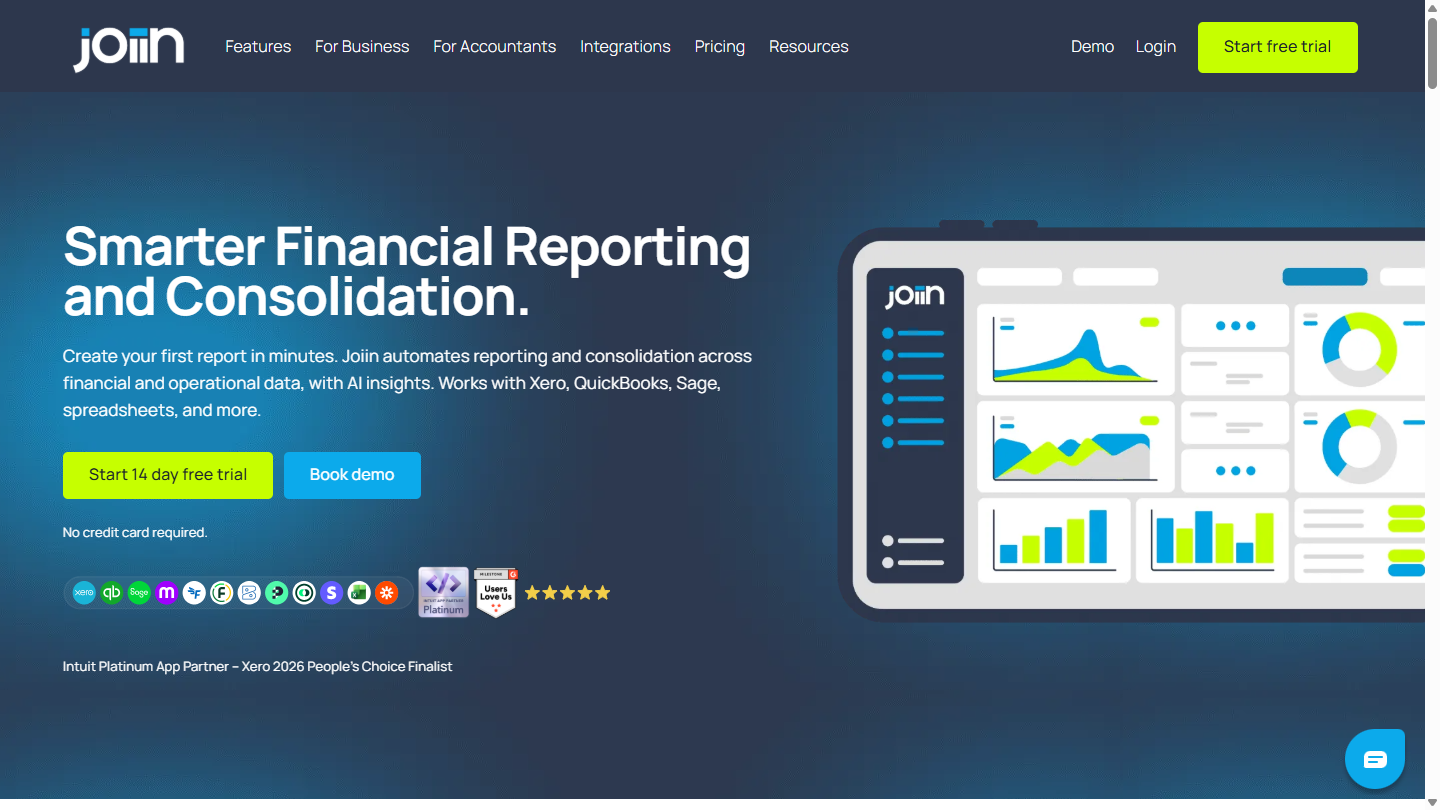 joiin
Features
For Business
For Accountants
Integrations
Pricing
Resources
Demo
Login
Start free trial
Smarter Financial Reporting
and Consolidation.
Create your first report in minutes. Joiin automates reporting and consolidation across
financial and operational data, with AI insights. Works with Xero, QuickBooks, Sage,
spreadsheets, and more.
Start 14 day free trial
Book demo
No credit card required.
xero
qb
Sage
m
F
S
Platinum
MILESTONE
Users
Love Us
Intuit Platinum App Partner – Xero 2026 People's Choice Finalist
joiin